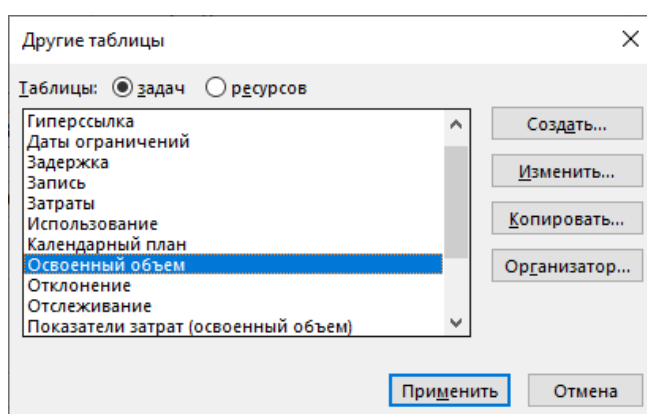 Другие таблицы
Таблицы: задач ресурсов
Гиперссылка
Даты ограничений
Задержка
Запись
Затраты
Использование
Календарный план
Освоенный объем
Отклонение
Отслеживание
Показатели затрат (освоенный объем)
Создать...
Изменить...
Копировать...
Организатор...
Применить Отмена